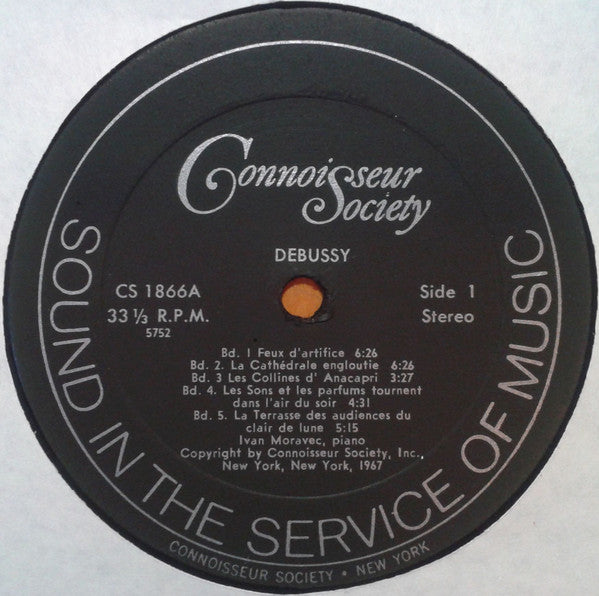 Connoisseur
Society
DEBUSSY
CS 1866A
33 ⅓ R.P.M.
5752
Side 1
Stereo
Bd. 1 Feux d'artifice 6:26
Bd. 2. La Cathédrale engloutie 6:26
Bd. 3 Les Collines d' Anacapri 3:27
Bd. 4. Les Sons et les parfums tournent
dans l'air du soir 4:31
Bd. 5. La Terrasse des audiences du
clair de lune 5:15
Ivan Moravec, piano
Copyright by Connoisseur Society, Inc.,
New York, New York, 1967
SOUND IN THE SERVICE OF MUSIC
CONNOISSEUR SOCIETY • NEW YORK